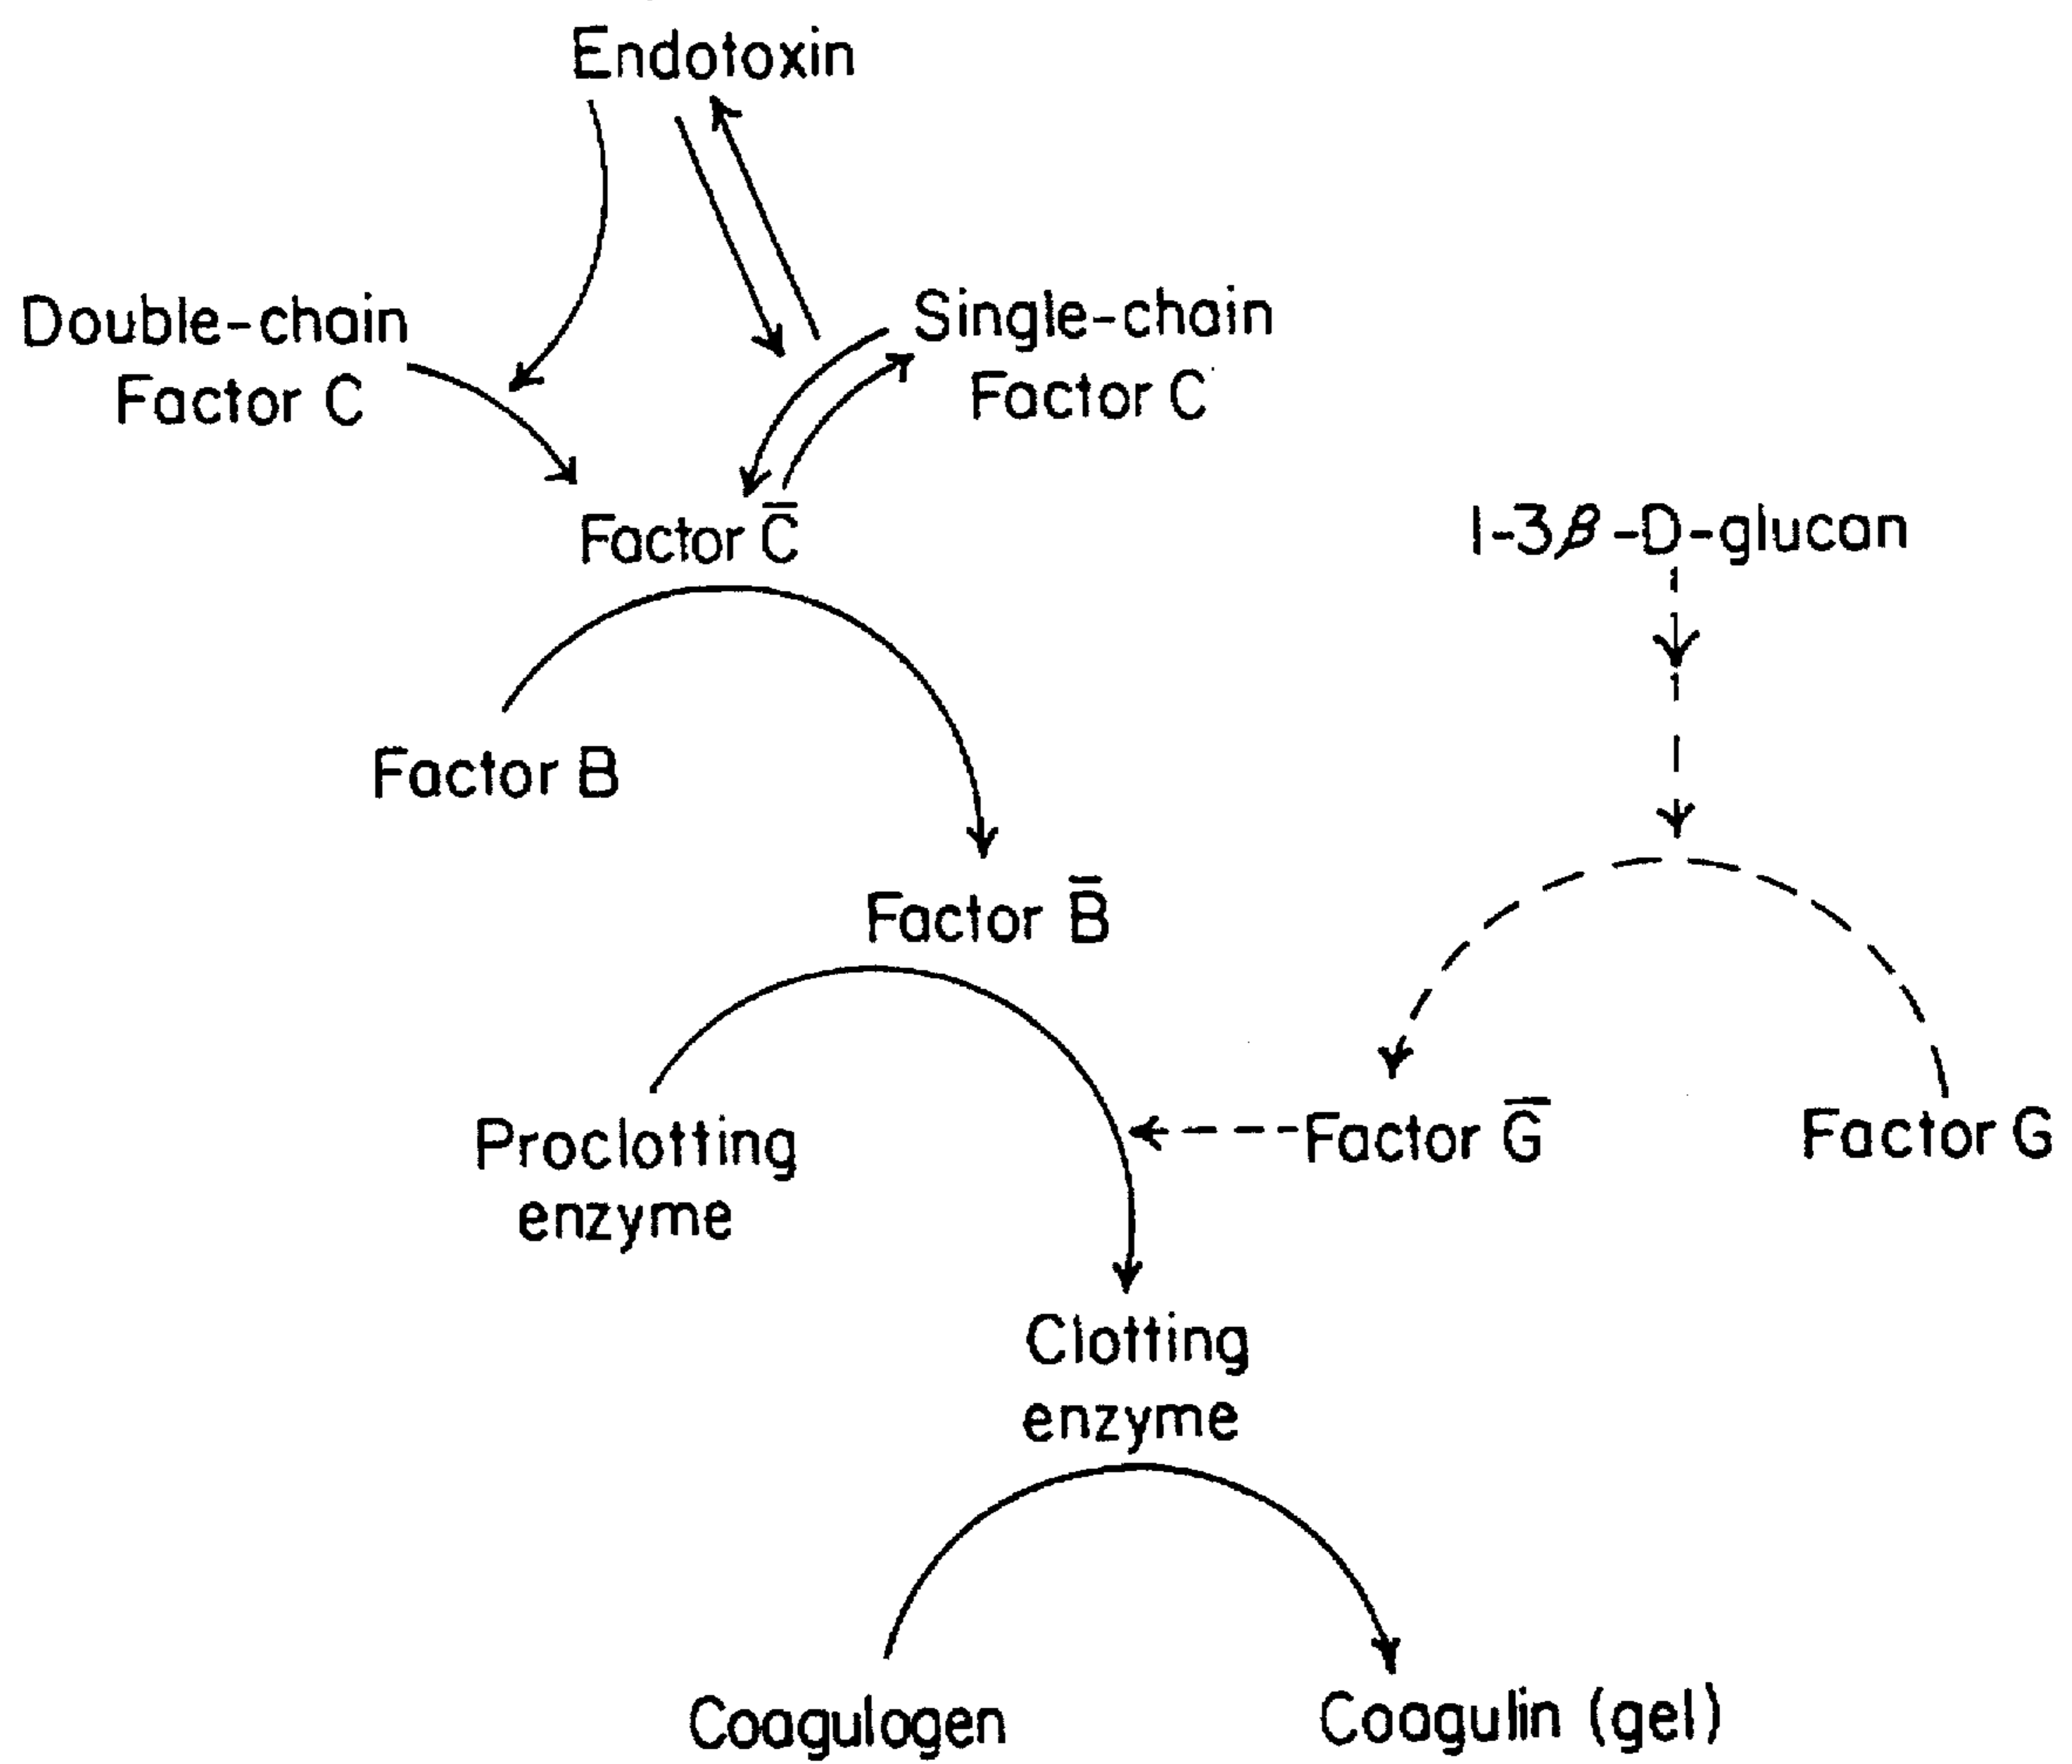 Endotoxin
Double-chain
Factor C
Single-chain
Factor C
Factor C̅
1-3β-D-glucan
Factor B
Factor B̅
Proclotting
enzyme
Factor G̅
Factor G
Clotting
enzyme
Coagulogen
Coagulin (gel)